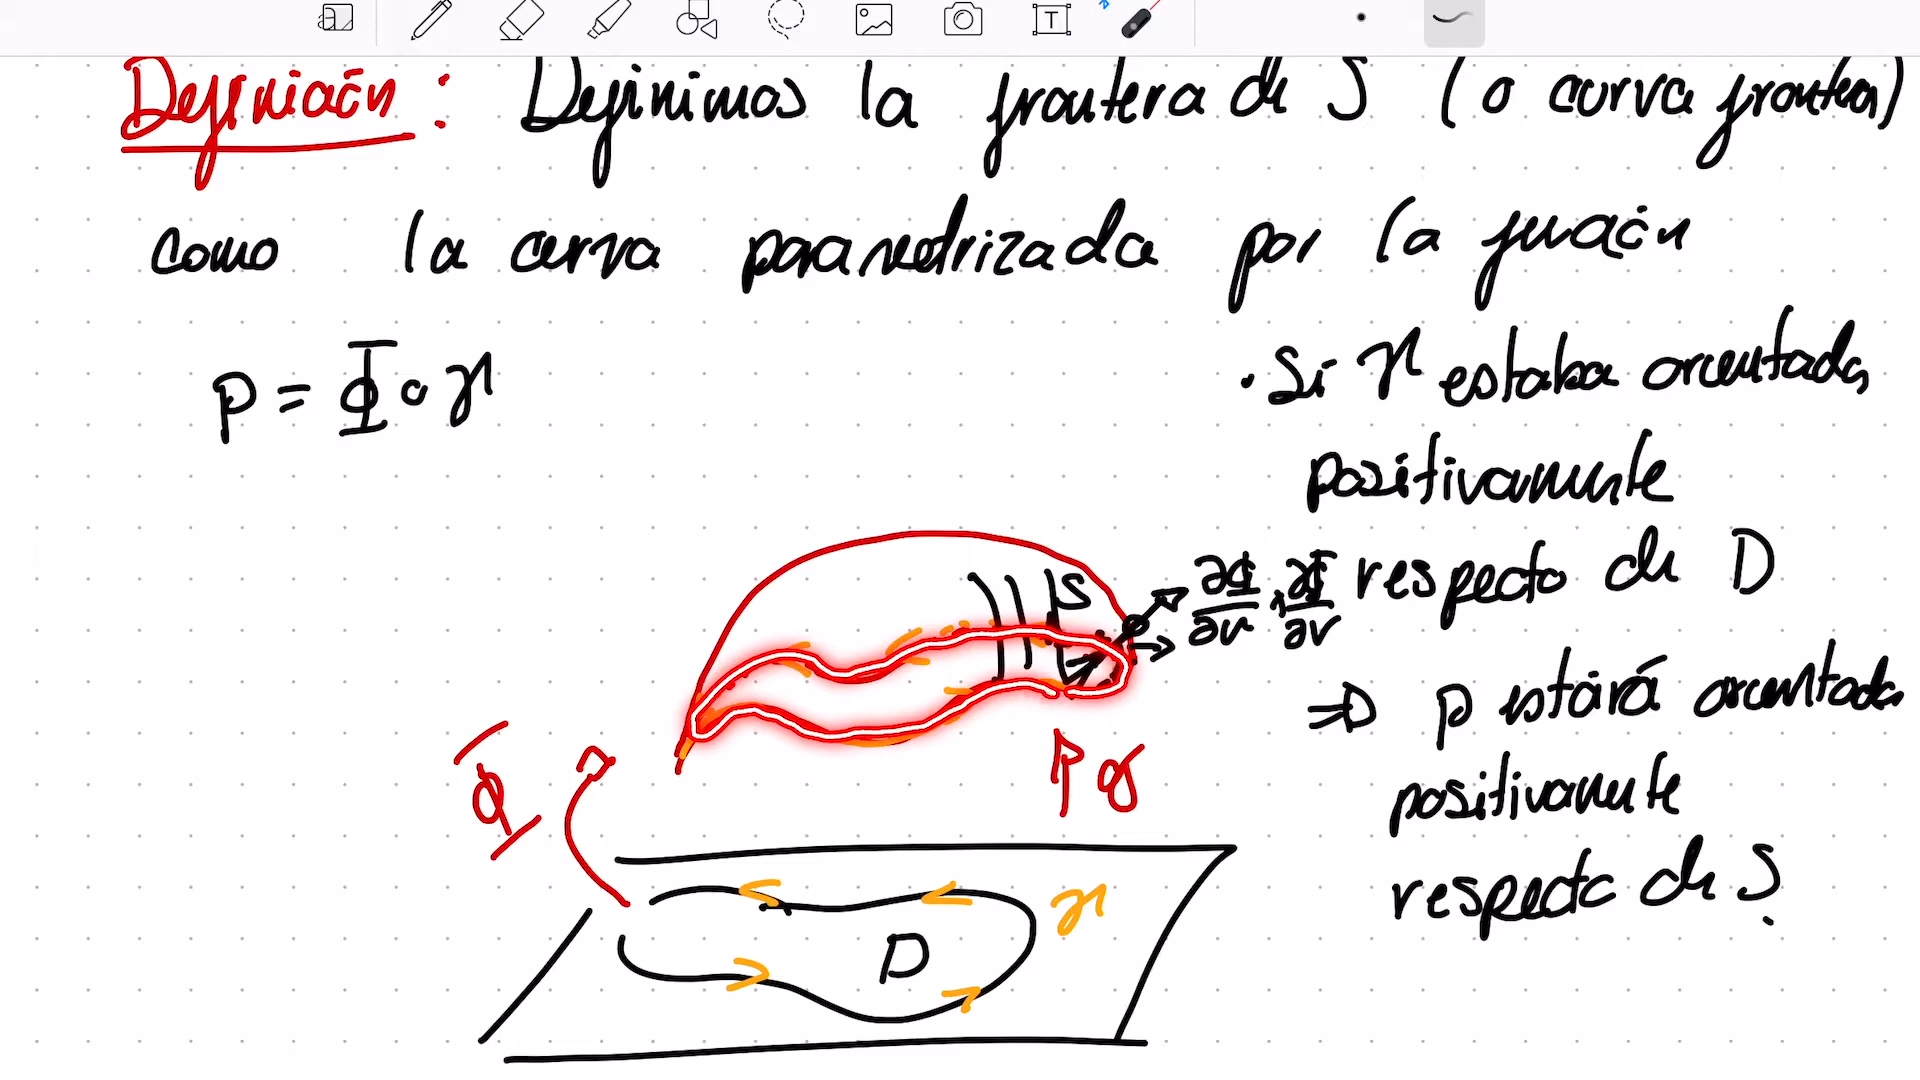 Definición: Definimos la frontera de S (o curva frontera)
como la curva parametrizada por la función
p = Φ ∘ γ
· Si γ estaba orientada
positivamente
respecto de D
⇒ p estará orientada
positivamente
respecto de S.
S
∂Φ/∂u ∧ ∂Φ/∂v
Φ
p
γ
D